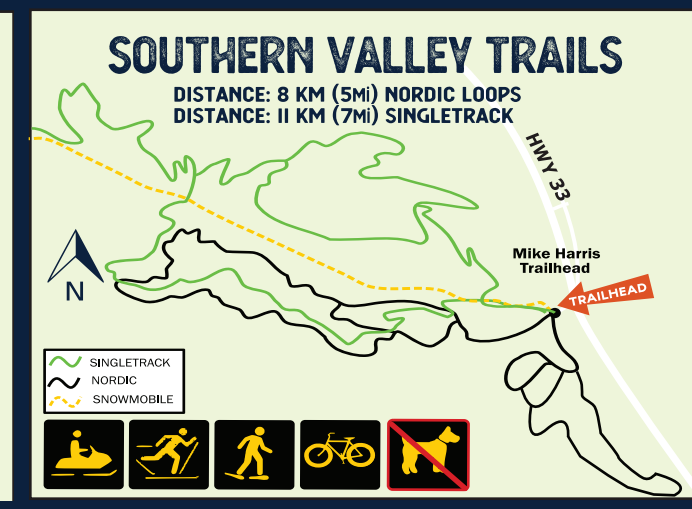 SOUTHERN VALLEY TRAILS
DISTANCE: 8 KM (5Mi) NORDIC LOOPS
DISTANCE: 11 KM (7Mi) SINGLETRACK
HWY 33
Mike Harris
Trailhead
TRAILHEAD
N
SINGLETRACK
NORDIC
SNOWMOBILE